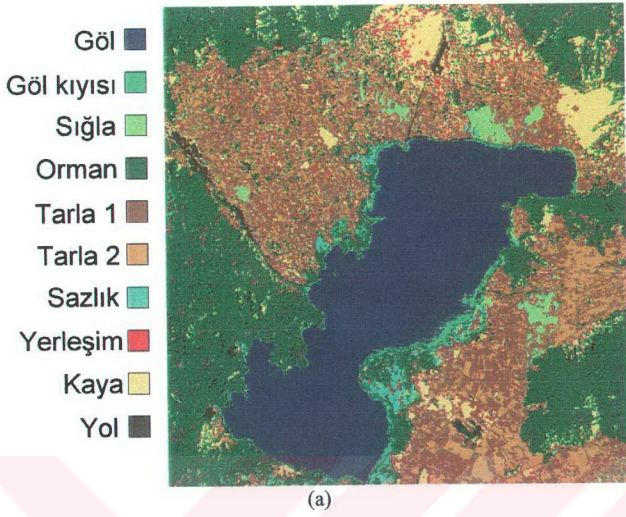 Göl
Göl kıyısı
Sığla
Orman
Tarla 1
Tarla 2
Sazlık
Yerleşim
Kaya
Yol
(a)